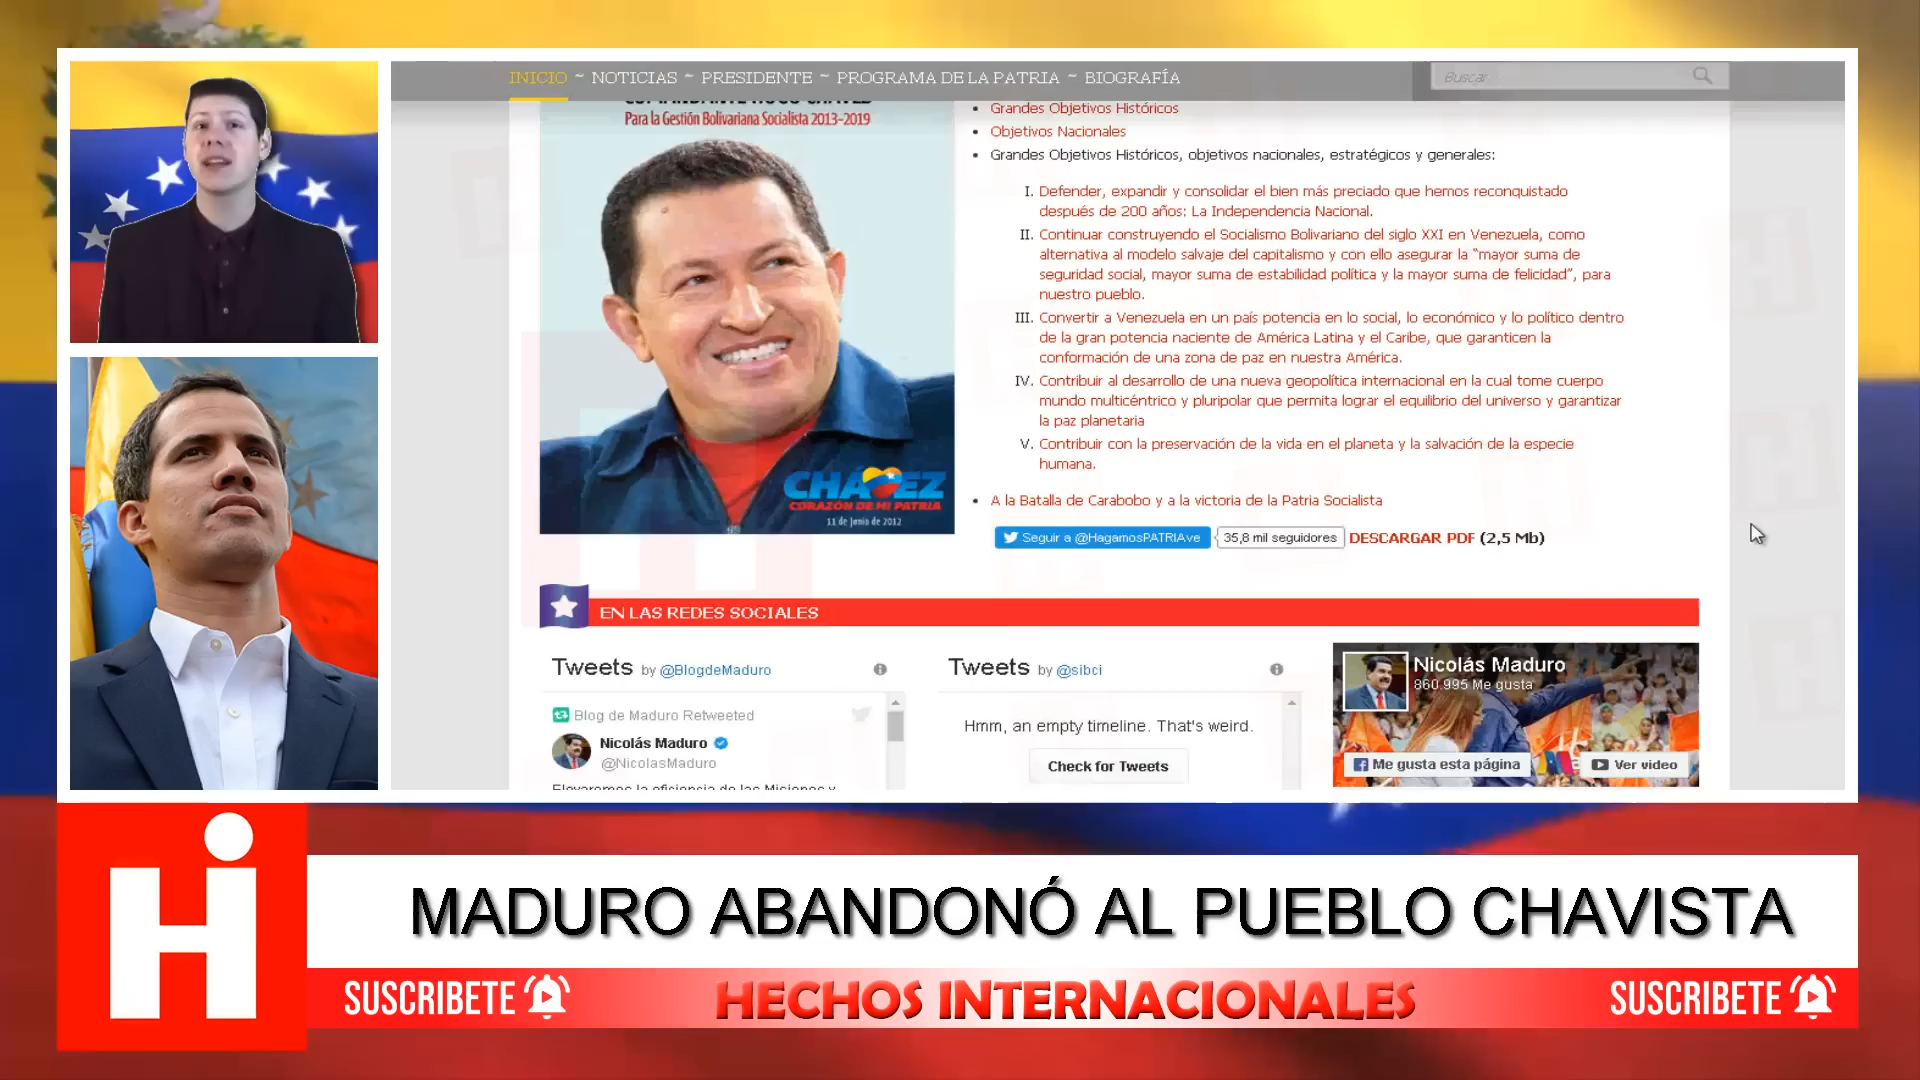 INICIO ~ NOTICIAS ~ PRESIDENTE ~ PROGRAMA DE LA PATRIA ~ BIOGRAFÍA
Buscar
COMANDANTE HUGO CHÁVEZ
Para la Gestión Bolivariana Socialista 2013-2019
CHÁVEZ
CORAZÓN DE MI PATRIA
11 de Junio de 2012
Grandes Objetivos Históricos
Objetivos Nacionales
Grandes Objetivos Históricos, objetivos nacionales, estratégicos y generales:
I. Defender, expandir y consolidar el bien más preciado que hemos reconquistado
después de 200 años: La Independencia Nacional.
II. Continuar construyendo el Socialismo Bolivariano del siglo XXI en Venezuela, como
alternativa al modelo salvaje del capitalismo y con ello asegurar la “mayor suma de
seguridad social, mayor suma de estabilidad política y la mayor suma de felicidad”, para
nuestro pueblo.
III. Convertir a Venezuela en un país potencia en lo social, lo económico y lo político dentro
de la gran potencia naciente de América Latina y el Caribe, que garanticen la
conformación de una zona de paz en nuestra América.
IV. Contribuir al desarrollo de una nueva geopolítica internacional en la cual tome cuerpo
mundo multicéntrico y pluripolar que permita lograr el equilibrio del universo y garantizar
la paz planetaria
V. Contribuir con la preservación de la vida en el planeta y la salvación de la especie
humana.
A la Batalla de Carabobo y a la victoria de la Patria Socialista
Seguir a @HagamosPATRIAve 35,8 mil seguidores DESCARGAR PDF (2,5 Mb)
EN LAS REDES SOCIALES
Tweets by @BlogdeMaduro
Blog de Maduro Retweeted
Nicolás Maduro
@NicolasMaduro
Elevaremos la eficiencia de las Misiones y
Tweets by @sibci
Hmm, an empty timeline. That's weird.
Check for Tweets
Nicolás Maduro
860.995 Me gusta
Me gusta esta página
Ver video
Hi
MADURO ABANDONÓ AL PUEBLO CHAVISTA
SUSCRIBETE HECHOS INTERNACIONALES SUSCRIBETE